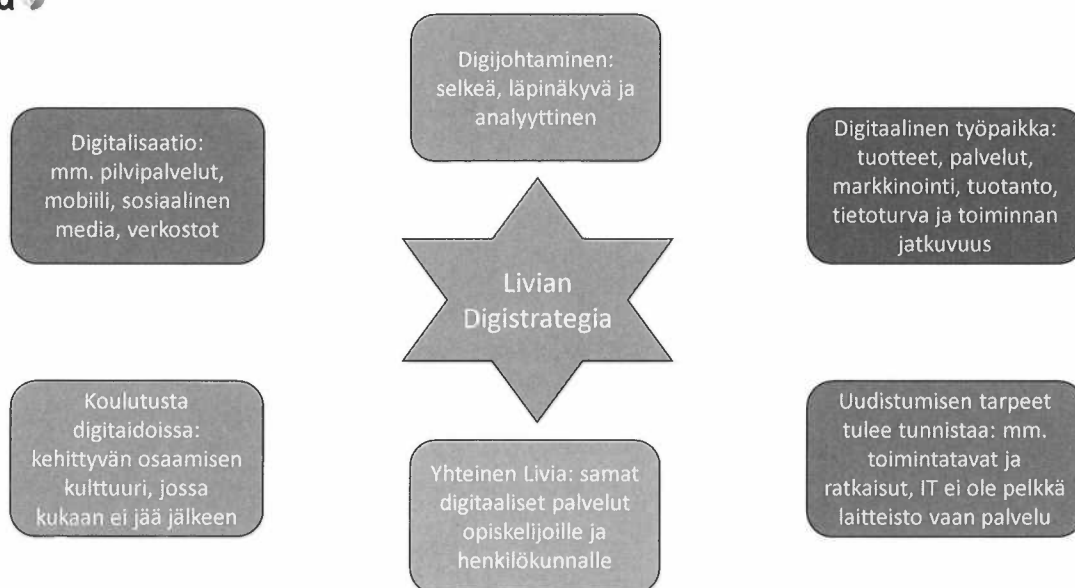 Digijohtaminen:
selkeä, läpinäkyvä ja
analyyttinen
Digitalisaatio:
mm. pilvipalvelut,
mobiili, sosiaalinen
media, verkostot
Digitaalinen työpaikka:
tuotteet, palvelut,
markkinointi, tuotanto,
tietoturva ja toiminnan
jatkuvuus
Livian
Digistrategia
Koulutusta
digitaidoissa:
kehittyvän osaamisen
kulttuuri, jossa
kukaan ei jää jälkeen
Yhteinen Livia: samat
digitaaliset palvelut
opiskelijoille ja
henkilökunnalle
Uudistumisen tarpeet
tulee tunnistaa: mm.
toimintatavat ja
ratkaisut, IT ei ole pelkkä
laitteisto vaan palvelu